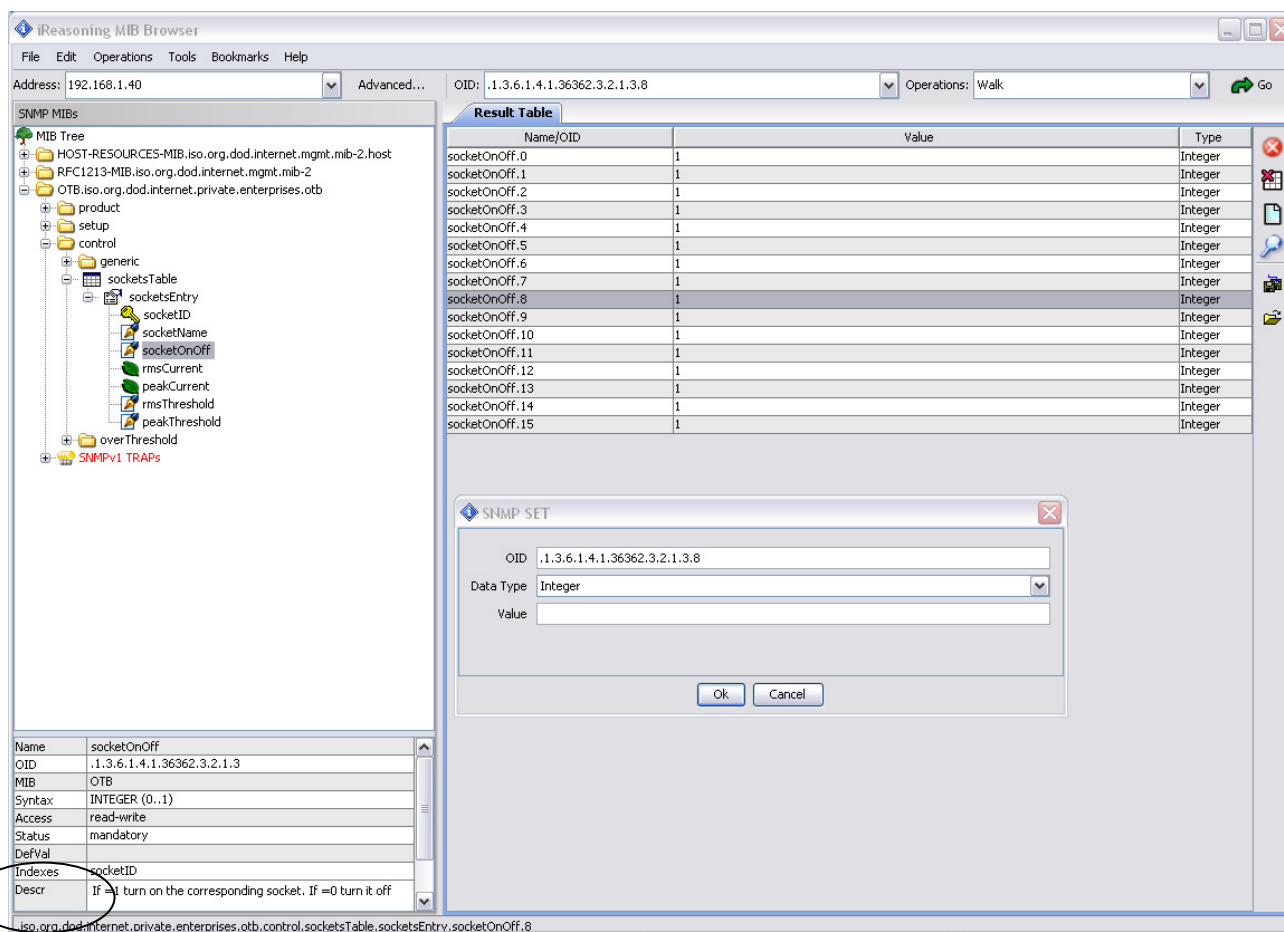 iReasoning MIB Browser
File Edit Operations Tools Bookmarks Help
Address: 192.168.1.40 Advanced... OID: .1.3.6.1.4.1.36362.3.2.1.3.8 Operations: Walk Go
SNMP MIBs
MIB Tree
HOST-RESOURCES-MIB.iso.org.dod.internet.mgmt.mib-2.host
RFC1213-MIB.iso.org.dod.internet.mgmt.mib-2
OTB.iso.org.dod.internet.private.enterprises.otb
product
setup
control
generic
socketsTable
socketsEntry
socketID
socketName
socketOnOff
rmsCurrent
peakCurrent
rmsThreshold
peakThreshold
overThreshold
SNMPv1 TRAPs
Result Table
Name/OID Value Type
socketOnOff.0 1 Integer
socketOnOff.1 1 Integer
socketOnOff.2 1 Integer
socketOnOff.3 1 Integer
socketOnOff.4 1 Integer
socketOnOff.5 1 Integer
socketOnOff.6 1 Integer
socketOnOff.7 1 Integer
socketOnOff.8 1 Integer
socketOnOff.9 1 Integer
socketOnOff.10 1 Integer
socketOnOff.11 1 Integer
socketOnOff.12 1 Integer
socketOnOff.13 1 Integer
socketOnOff.14 1 Integer
socketOnOff.15 1 Integer
SNMP SET
OID .1.3.6.1.4.1.36362.3.2.1.3.8
Data Type Integer
Value
Ok Cancel
Name socketOnOff
OID .1.3.6.1.4.1.36362.3.2.1.3
MIB OTB
Syntax INTEGER (0..1)
Access read-write
Status mandatory
DefVal
Indexes socketID
Descr If =1 turn on the corresponding socket. If =0 turn it off
.iso.org.dod.internet.private.enterprises.otb.control.socketsTable.socketsEntry.socketOnOff.8